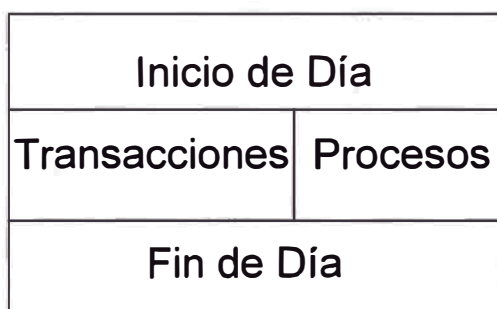 Inicio de Día
Transacciones Procesos
Fin de Día